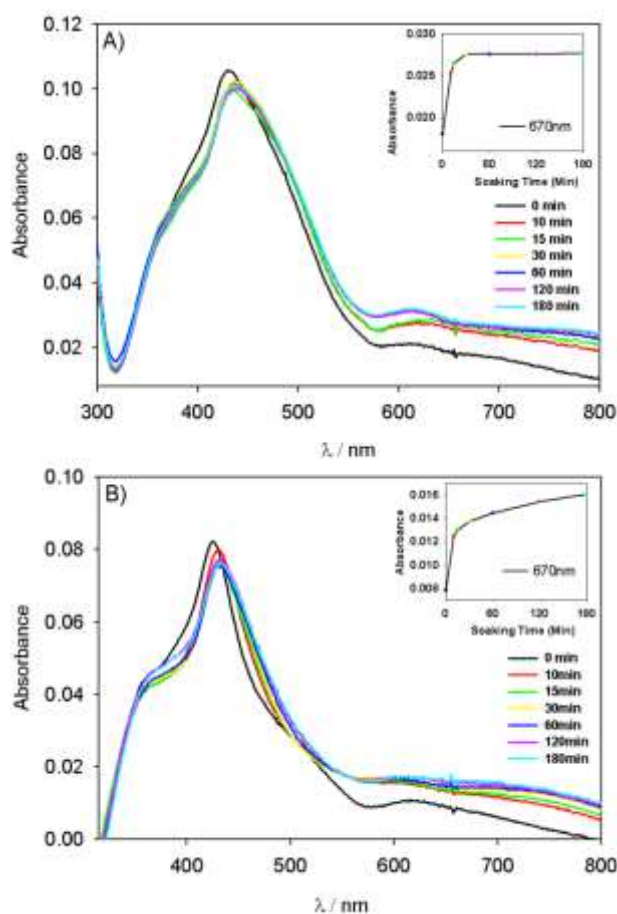 A)
0.12
0.10
0.08
0.06
0.04
0.02
Absorbance
300 400 500 600 700 800
λ / nm
0.030
0.025
0.020
Absorbance
670nm
0 60 120 180
Soaking Time (Min)
0 min
10 min
15 min
30 min
60 min
120 min
180 min
B)
0.10
0.08
0.06
0.04
0.02
0.00
Absorbance
400 500 600 700 800
λ / nm
0.016
0.014
0.012
0.010
0.008
Absorbance
670nm
0 60 120 180
Soaking Time (Min)
0 min
10min
15min
30min
60min
120min
180min